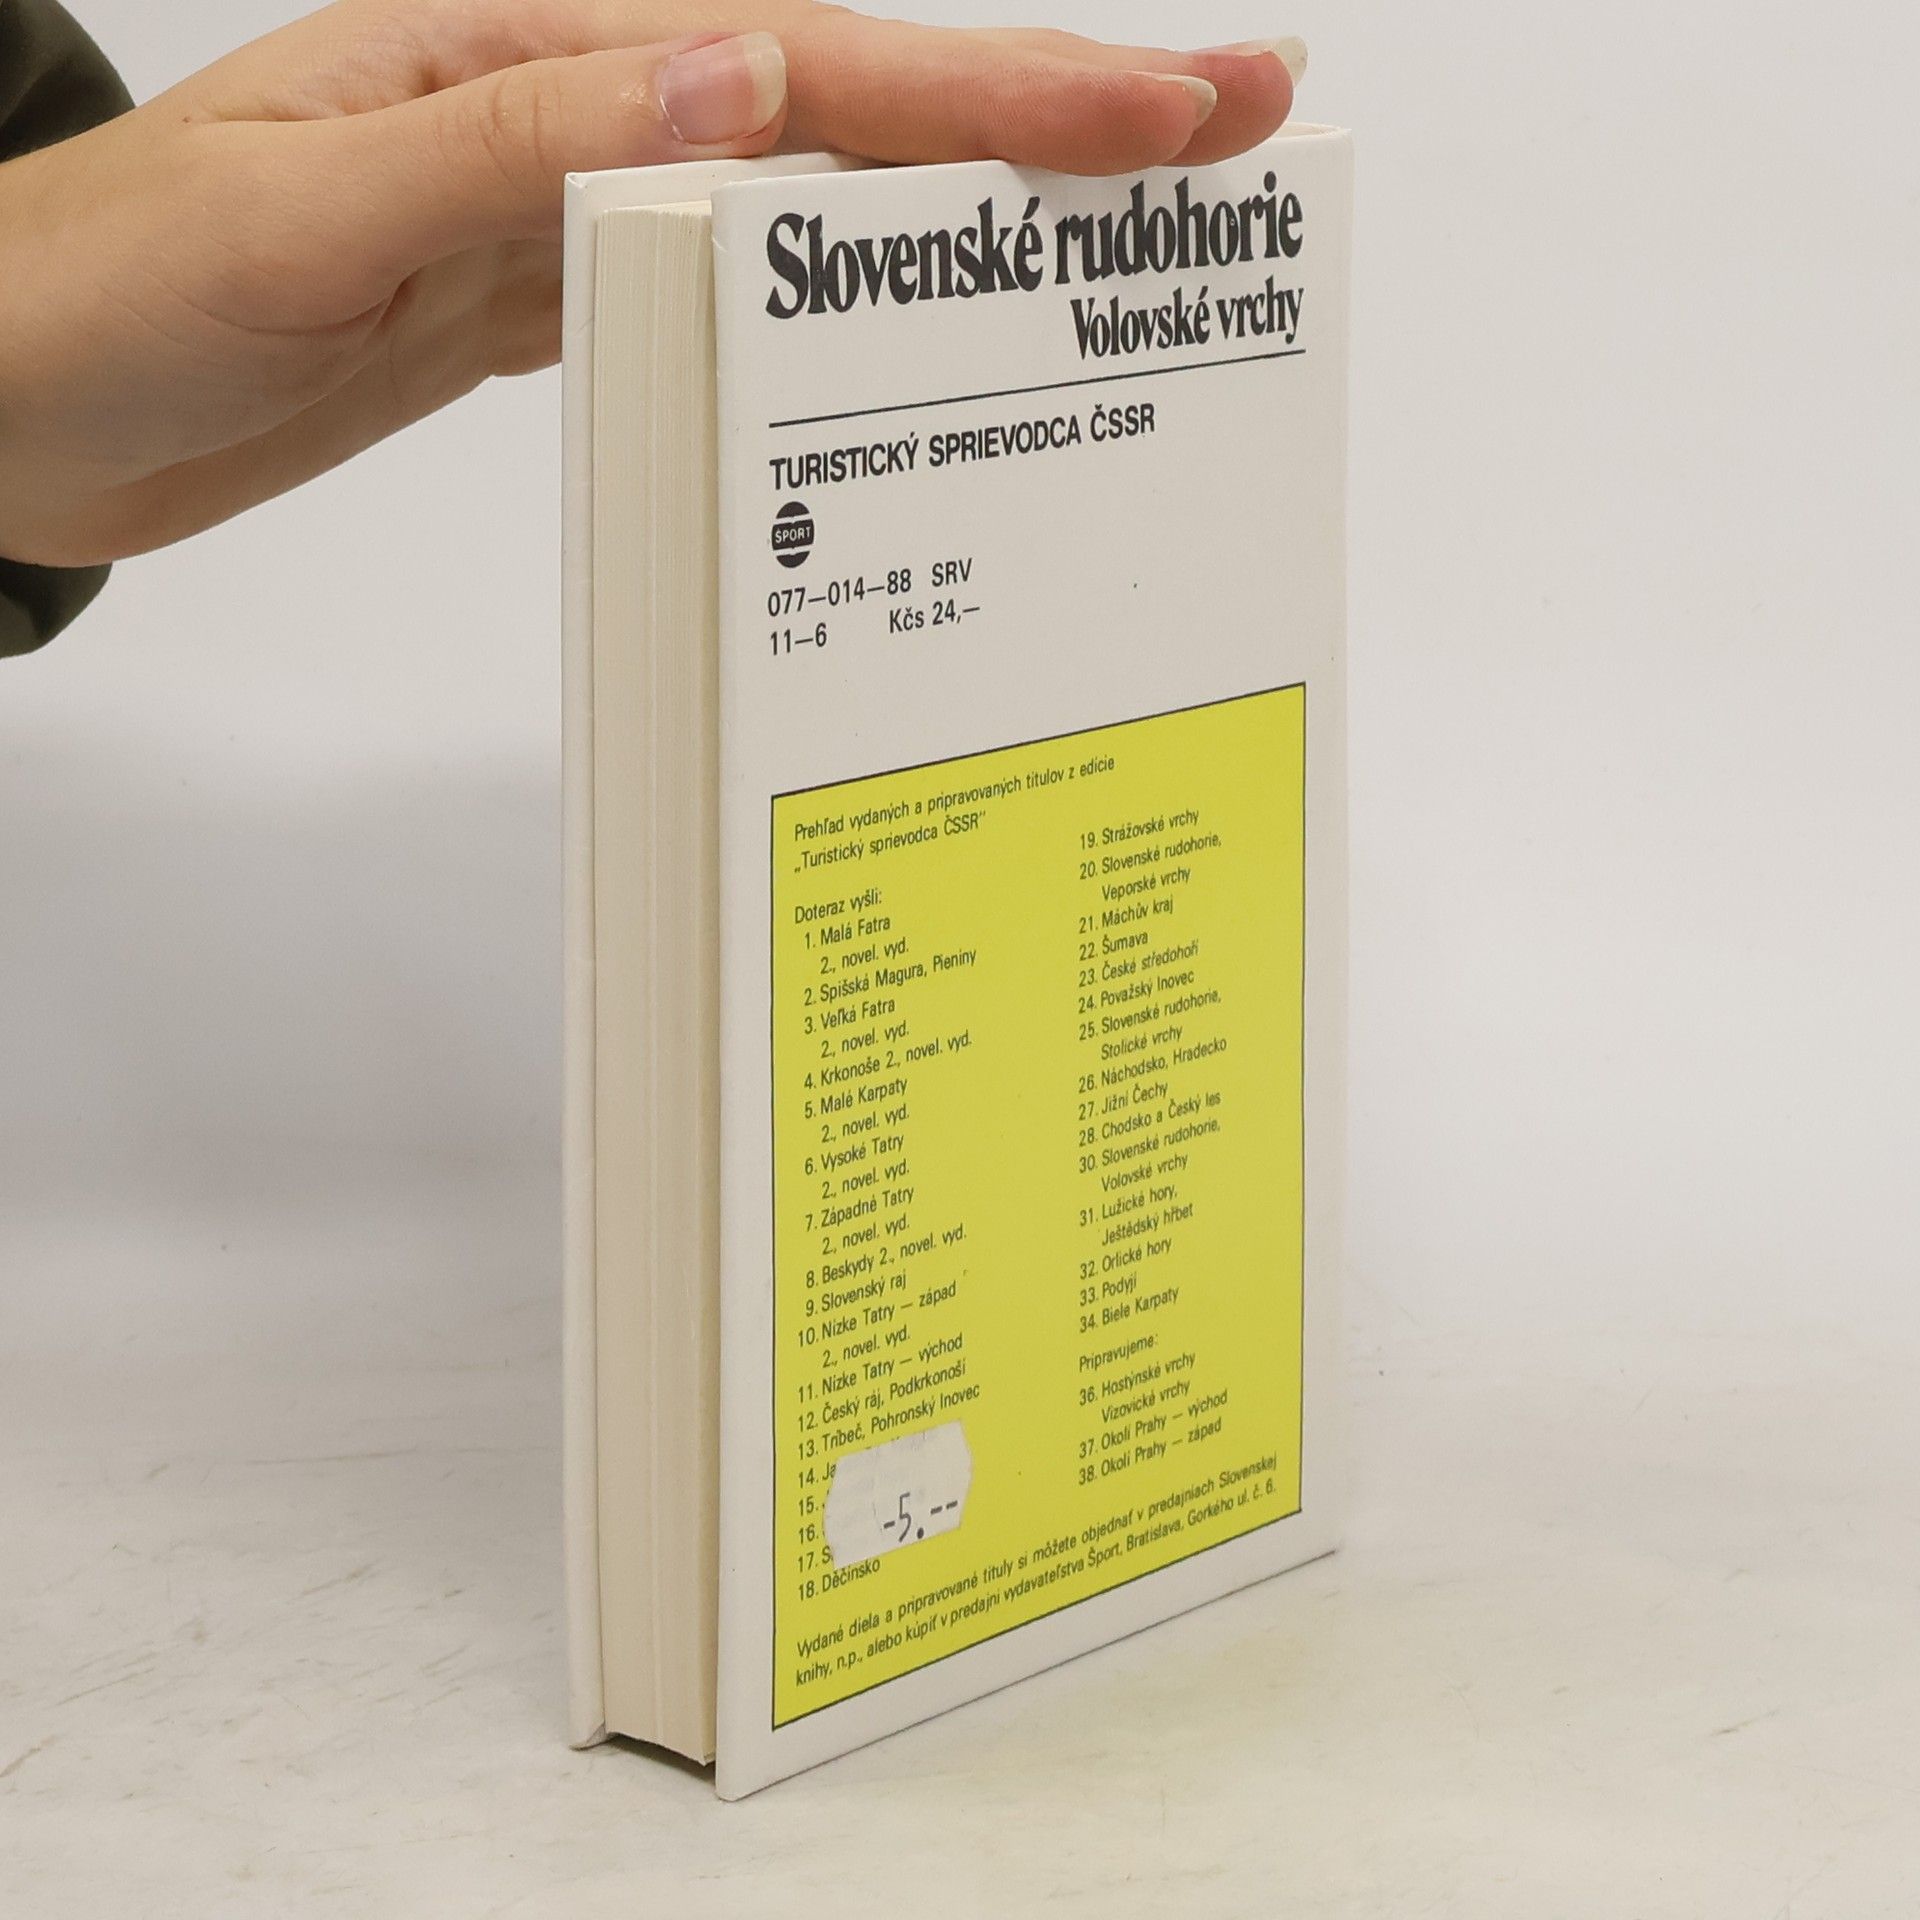 Slovenské rudohorie
Volovské vrchy
TURISTICKÝ SPRIEVODCA ČSSR
ŠPORT
077—014—88 SRV
11—6 Kčs 24,—
Prehľad vydaných a pripravovaných titulov z edície
„Turistický sprievodca ČSSR"
Doteraz vyšli:
1. Malá Fatra
2., novel. vyd.
2. Spišská Magura, Pieniny
3. Veľká Fatra
2., novel. vyd.
4. Krkonoše 2., novel. vyd.
5. Malé Karpaty
2., novel. vyd.
6. Vysoké Tatry
2., novel. vyd.
7. Západné Tatry
2., novel. vyd.
8. Beskydy 2., novel. vyd.
9. Slovenský raj
10. Nízke Tatry — západ
2., novel. vyd.
11. Nízke Tatry — východ
12. Český ráj, Podkrkonoší
13. Tribeč, Pohronský Inovec
14. Ja
15.
16.
17. S
18. Děčínsko
-5.--
19. Strážovské vrchy
20. Slovenské rudohorie,
Veporské vrchy
21. Máchův kraj
22. Šumava
23. České středohoří
24. Považský Inovec
25. Slovenské rudohorie,
Stolické vrchy
26. Náchodsko, Hradecko
27. Jižní Čechy
28. Chodsko a Český les
30. Slovenské rudohorie,
Volovské vrchy
31. Lužické hory,
Ještědský hřbet
32. Orlické hory
33. Podyjí
34. Biele Karpaty
Pripravujeme:
36. Hostýnské vrchy
Vizovické vrchy
37. Okolí Prahy — východ
38. Okolí Prahy — západ
Vydané diela a pripravované tituly si môžete objednať v predajniach Slovenskej
knihy, n.p., alebo kúpiť v predajni vydavateľstva Šport, Bratislava, Gorkého ul. č. 6.